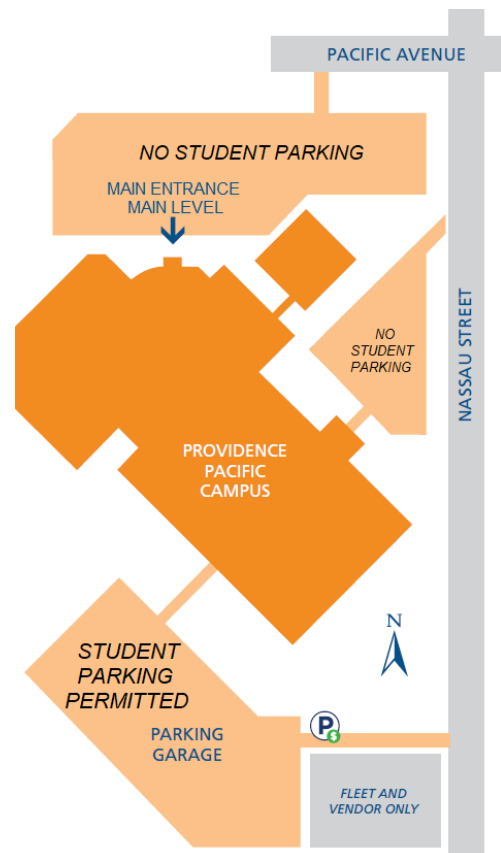 PACIFIC AVENUE
NO STUDENT PARKING
MAIN ENTRANCE
MAIN LEVEL
NO
STUDENT
PARKING
NASSAU STREET
PROVIDENCE
PACIFIC
CAMPUS
N
STUDENT
PARKING
PERMITTED
PARKING
GARAGE
P
$
FLEET AND
VENDOR ONLY